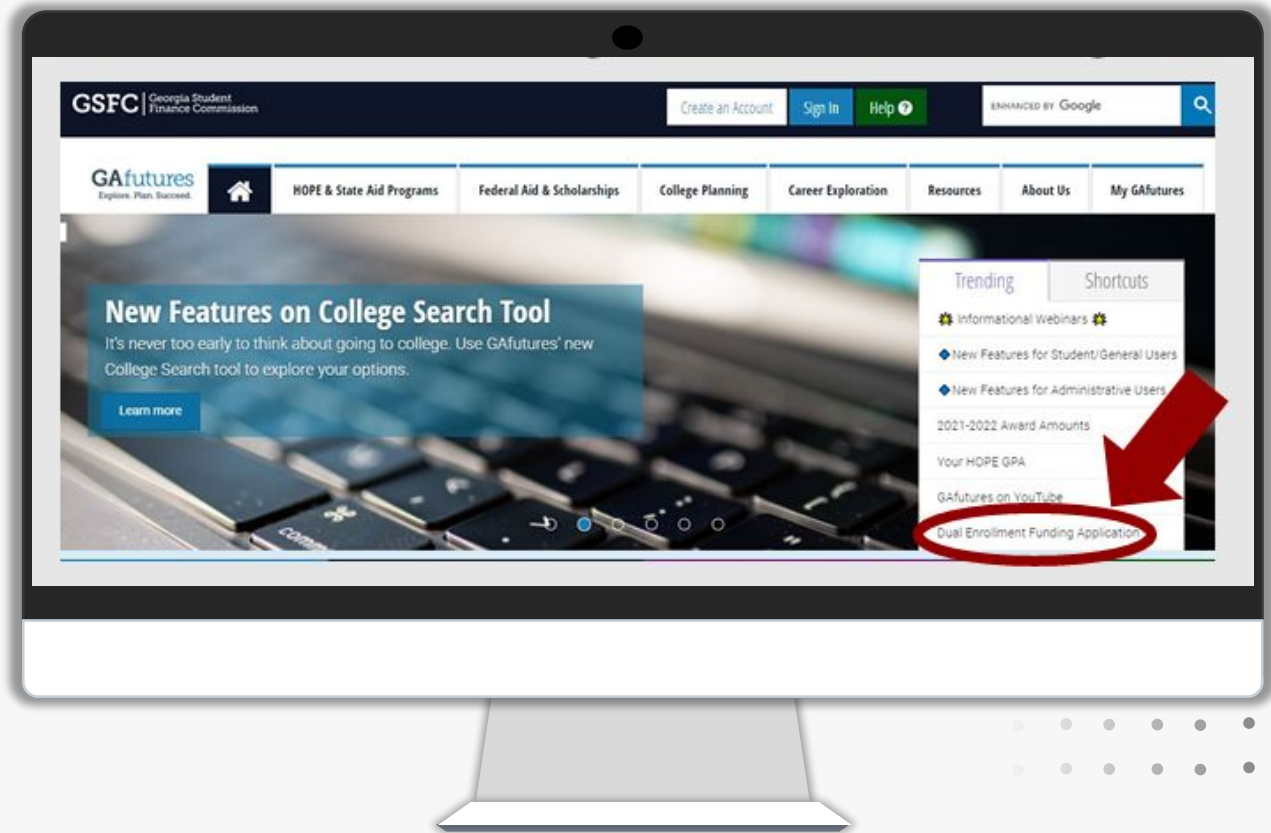 GSFC Georgia Student Finance Commission
Create an Account
Sign In
Help ?
ENHANCED BY Google
GAfutures
Explore. Plan. Succeed.
HOPE & State Aid Programs
Federal Aid & Scholarships
College Planning
Career Exploration
Resources
About Us
My GAfutures
New Features on College Search Tool
It's never too early to think about going to college. Use GAfutures' new
College Search tool to explore your options.
Learn more
Trending
Shortcuts
Informational Webinars
New Features for Student/General Users
New Features for Administrative Users
2021-2022 Award Amounts
Your HOPE GPA
GAfutures on YouTube
Dual Enrollment Funding Application
⌘